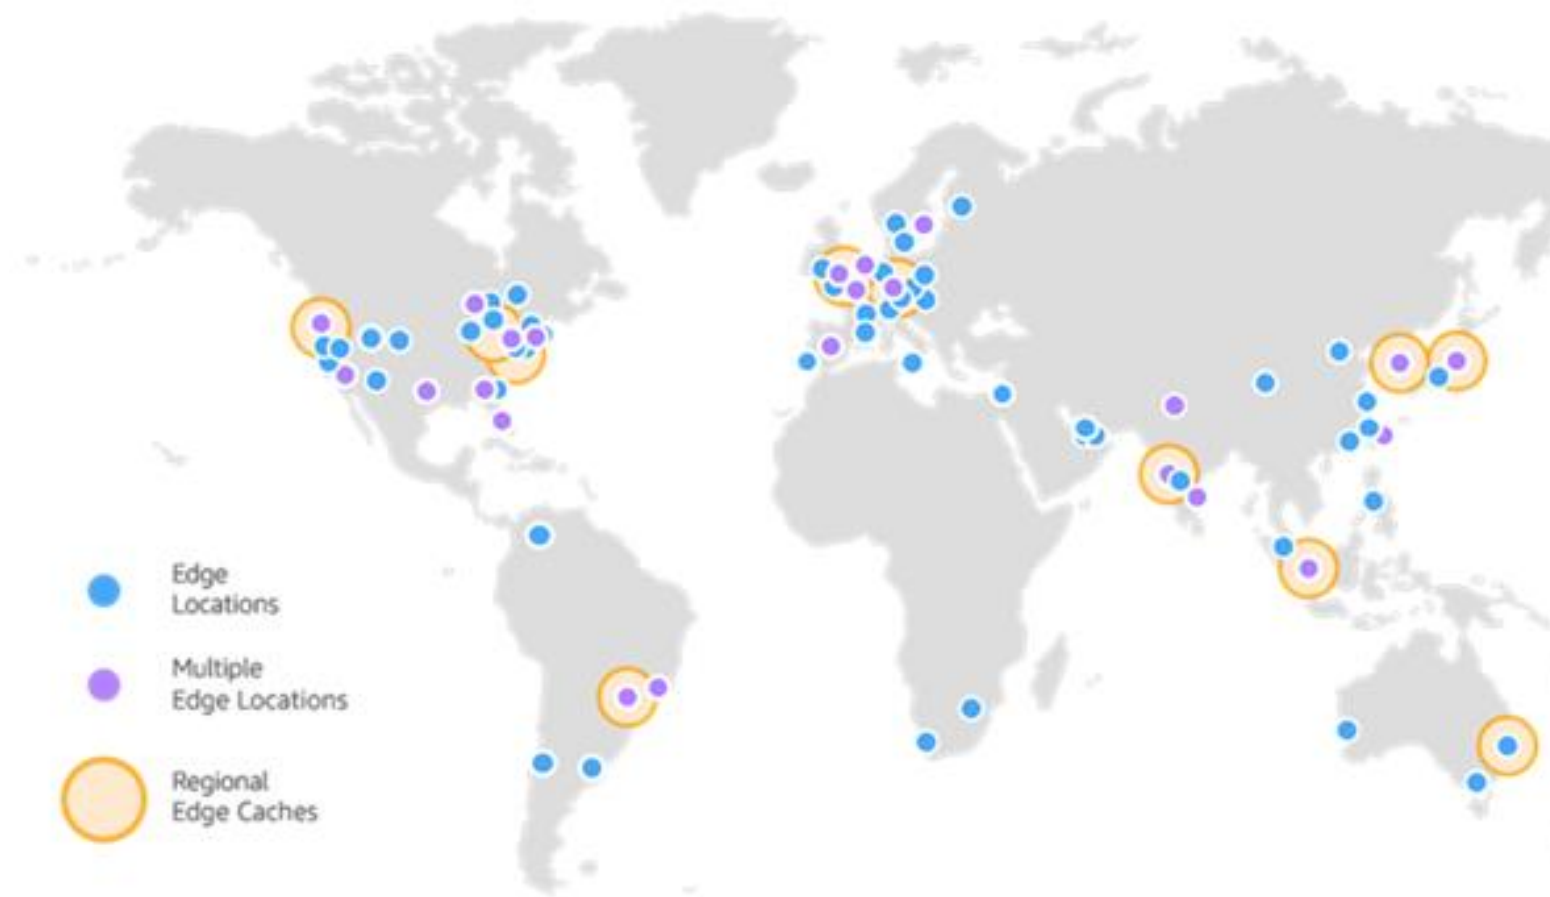 Edge
Locations
Multiple
Edge Locations
Regional
Edge Caches